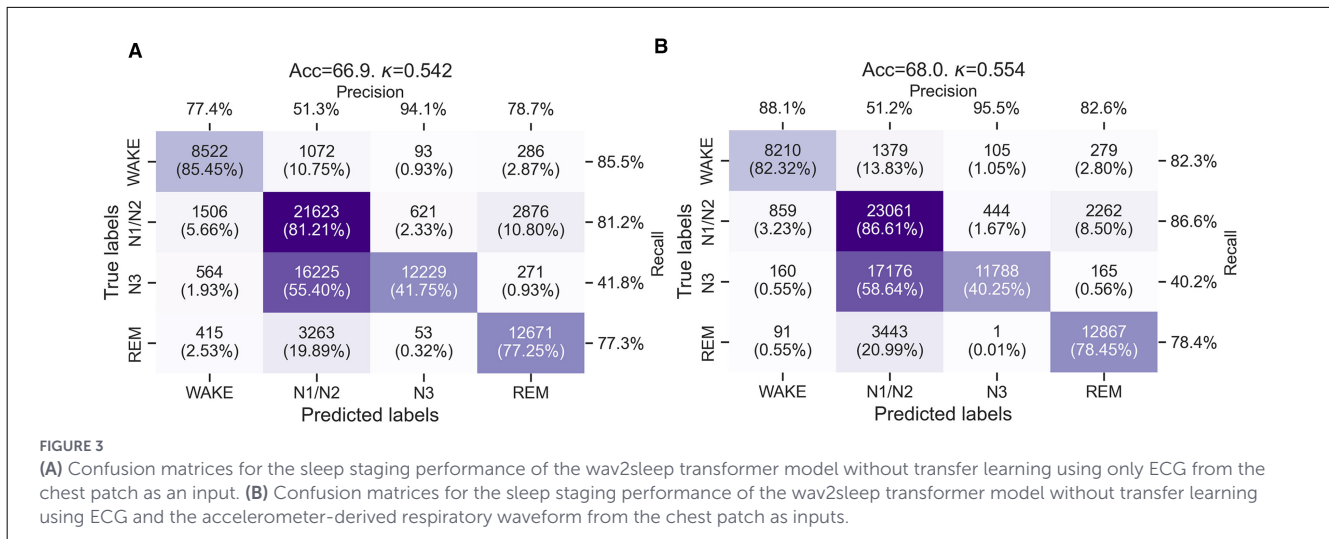 A
Acc=66.9. κ=0.542
Precision
77.4% 51.3% 94.1% 78.7%
True labels
WAKE
8522 1072 93 286
(85.45%) (10.75%) (0.93%) (2.87%)
85.5%
N1/N2
1506 21623 621 2876
(5.66%) (81.21%) (2.33%) (10.80%)
81.2%
N3
564 16225 12229 271
(1.93%) (55.40%) (41.75%) (0.93%)
41.8%
REM
415 3263 53 12671
(2.53%) (19.89%) (0.32%) (77.25%)
77.3%
Recall
WAKE N1/N2 N3 REM
Predicted labels
B
Acc=68.0. κ=0.554
Precision
88.1% 51.2% 95.5% 82.6%
True labels
WAKE
8210 1379 105 279
(82.32%) (13.83%) (1.05%) (2.80%)
82.3%
N1/N2
859 23061 444 2262
(3.23%) (86.61%) (1.67%) (8.50%)
86.6%
N3
160 17176 11788 165
(0.55%) (58.64%) (40.25%) (0.56%)
40.2%
REM
91 3443 1 12867
(0.55%) (20.99%) (0.01%) (78.45%)
78.4%
Recall
WAKE N1/N2 N3 REM
Predicted labels
FIGURE 3
(A) Confusion matrices for the sleep staging performance of the wav2sleep transformer model without transfer learning using only ECG from the
chest patch as an input. (B) Confusion matrices for the sleep staging performance of the wav2sleep transformer model without transfer learning
using ECG and the accelerometer-derived respiratory waveform from the chest patch as inputs.